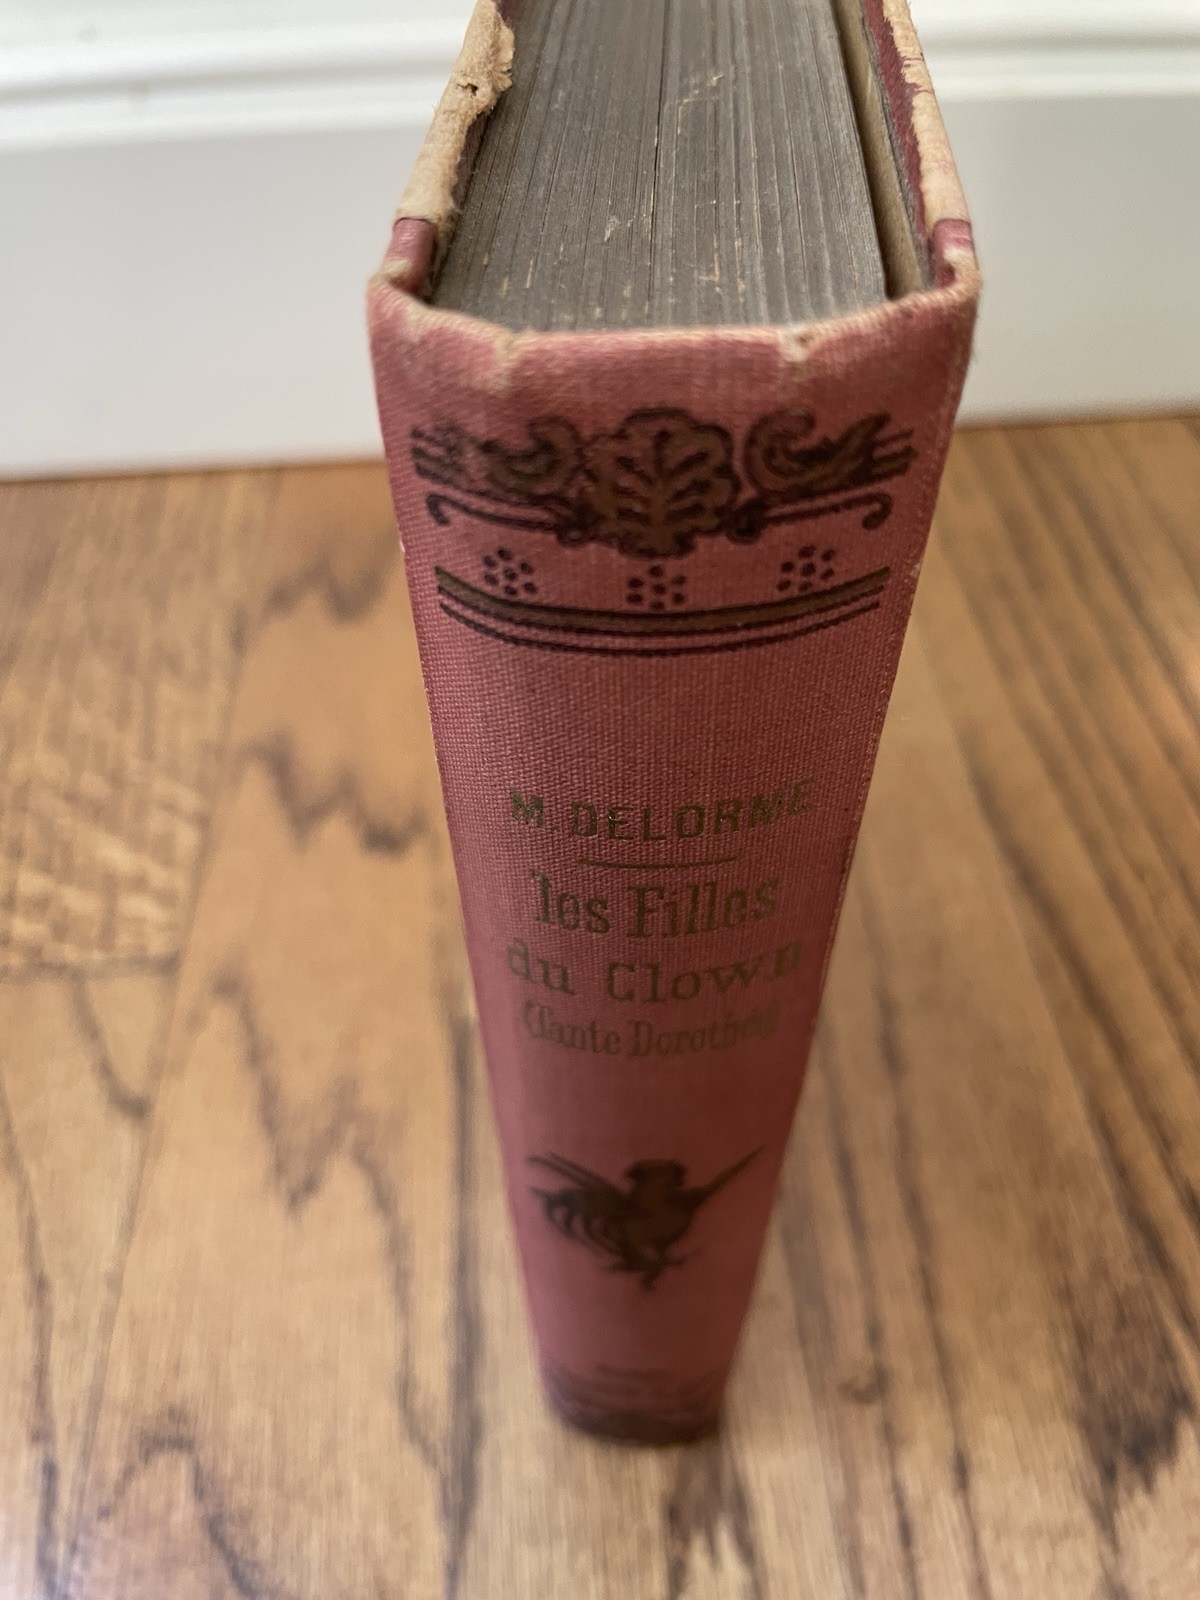 M. DELORME
les Filles
du Clown
(Tante Dorothée)